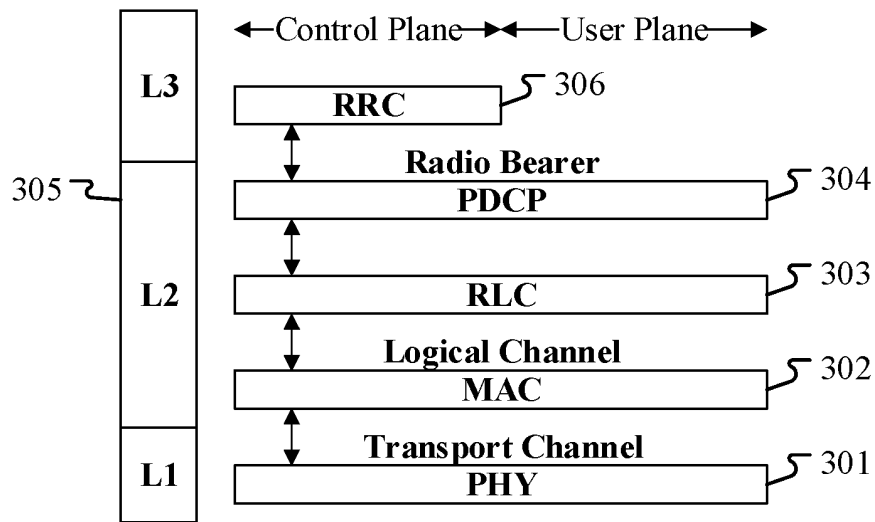 Control Plane User Plane
L3
306
RRC
Radio Bearer
305
304
PDCP
303
L2
RLC
Logical Channel
302
MAC
Transport Channel
301
L1
PHY